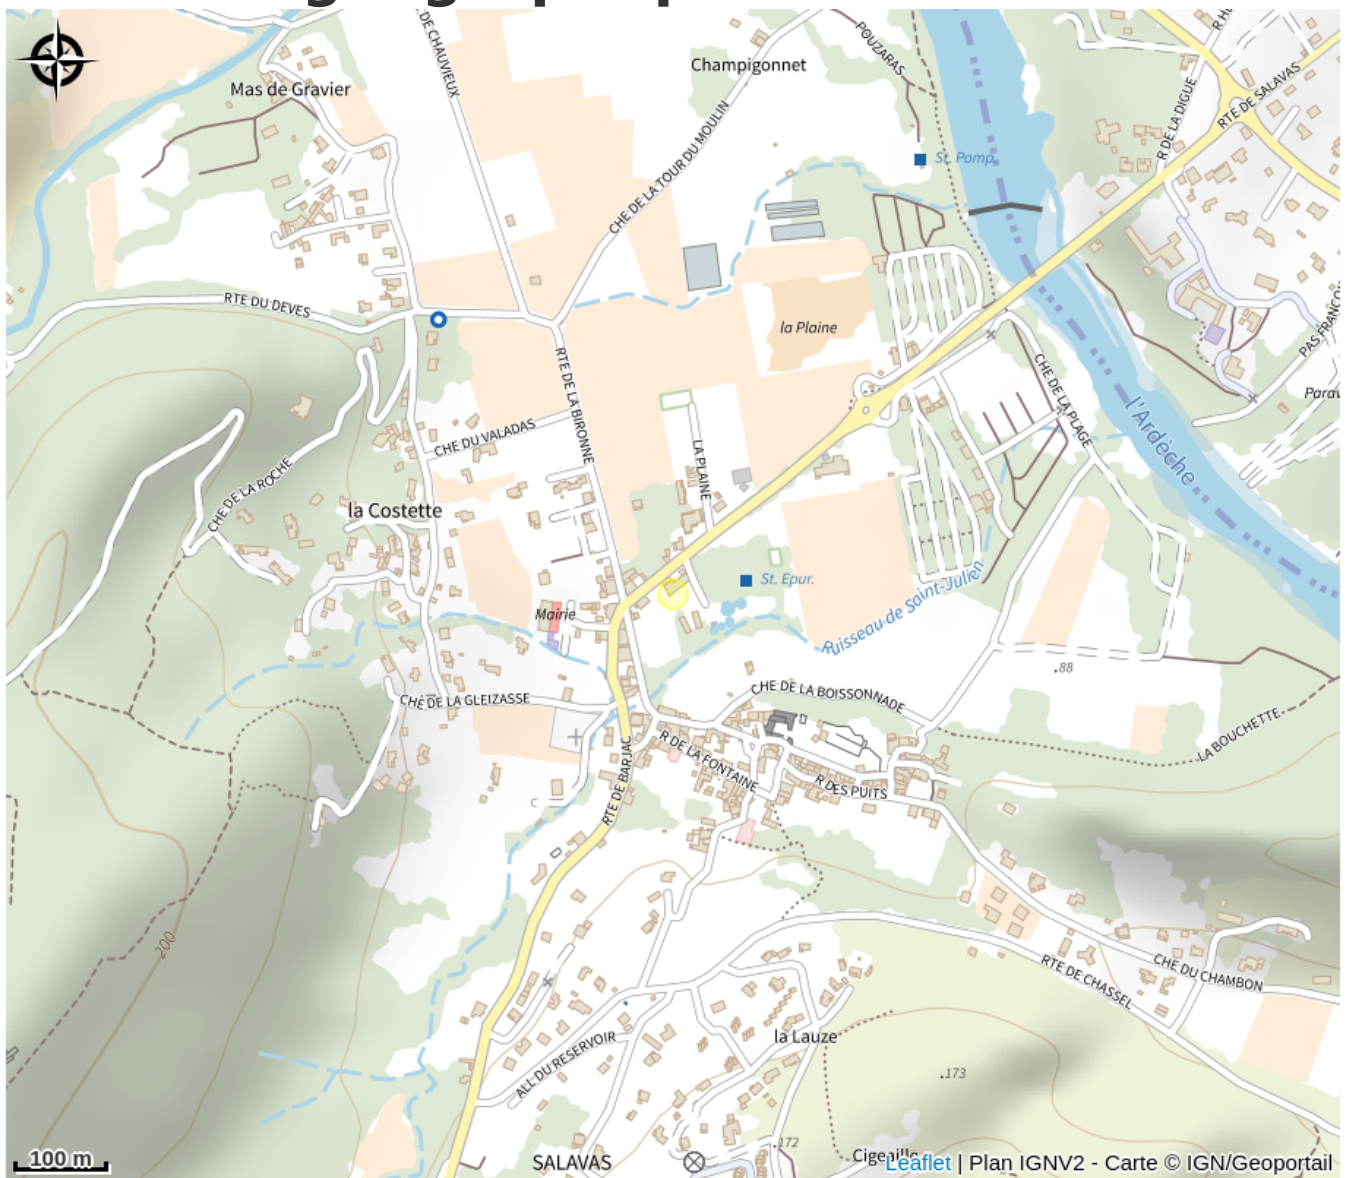 DE CHAUVIEUX
POUZARAS
Champigonnet
Mas de Gravier
RTE DE SALAVAS
R DE LA DIGUE
CHE DE LA TOUR DU MOULIN
St. Pomp.
RTE DU DEVES
la Plaine
PAS FRANÇO
RTE DE LA BIRONNE
CHE DE LA PLAGE
Parav
l'Ardèche
CHE DU VALADAS
LA PLAINE
CHE DE LA ROCHE
la Costette
St. Epur.
Ruisseau de Saint-Julien
Mairie
.88
CHE DE LA BOISSONNADE
CHE DE LA GLEIZASSE
LA BOUCHETTE
R DE LA FONTAINE
RTE DE BARJAC
R DES PUITS
200
RTE DE CHASSEL
CHE DU CHAMBON
la Lauze
ALL DU RESERVOIR
.173
.172
100 m
SALAVAS
Leaflet | Plan IGNV2 - Carte © IGN/Geoportail